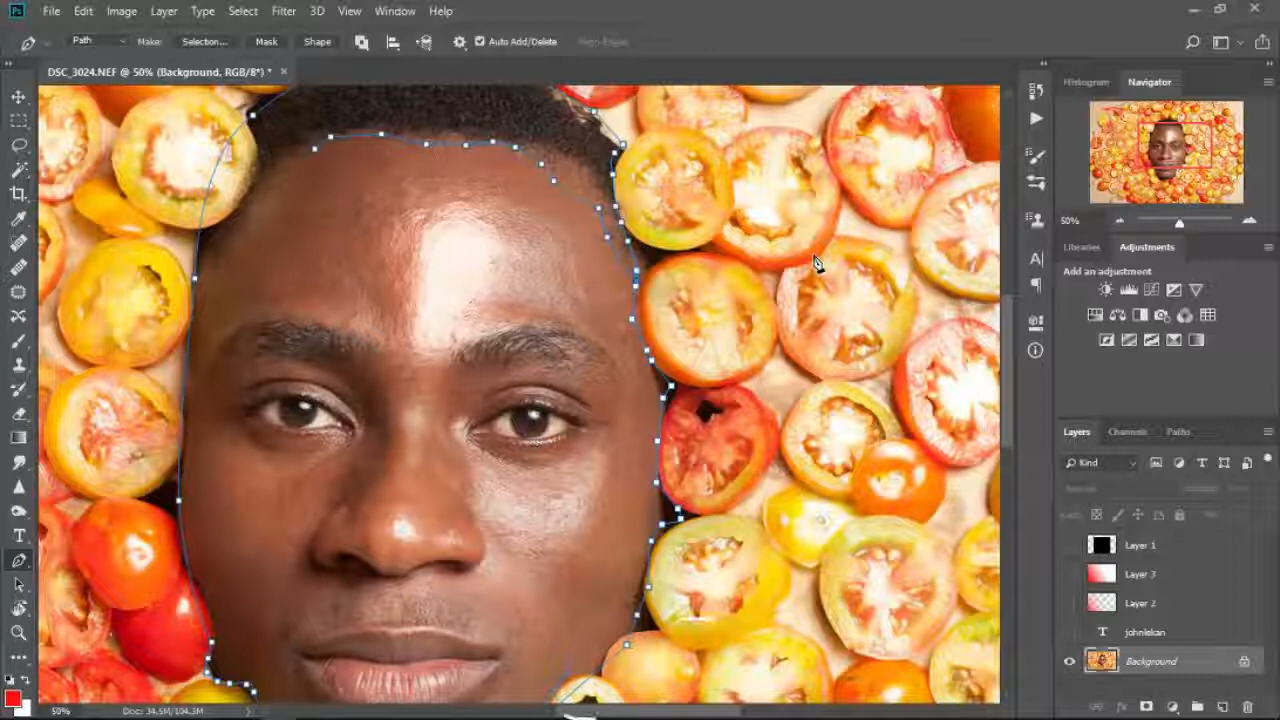 Ps File Edit Image Layer Type Select Filter 3D View Window Help
Path Make: Selection... Mask Shape Auto Add/Delete Align Edges
DSC_3024.NEF @ 50% (Background, RGB/8*) * ×
Histogram Navigator
50%
Libraries Adjustments
Add an adjustment
Layers Channels Paths
Kind
Layer 1
Layer 3
Layer 2
T johnlekan
Background
50% Doc: 34.5M/104.3M